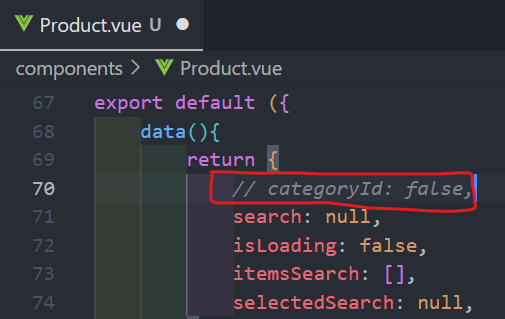 Product.vue U
components > Product.vue
67 export default ({
68 data(){
69 return {
70 // categoryId: false,
71 search: null,
72 isLoading: false,
73 itemsSearch: [],
74 selectedSearch: null,